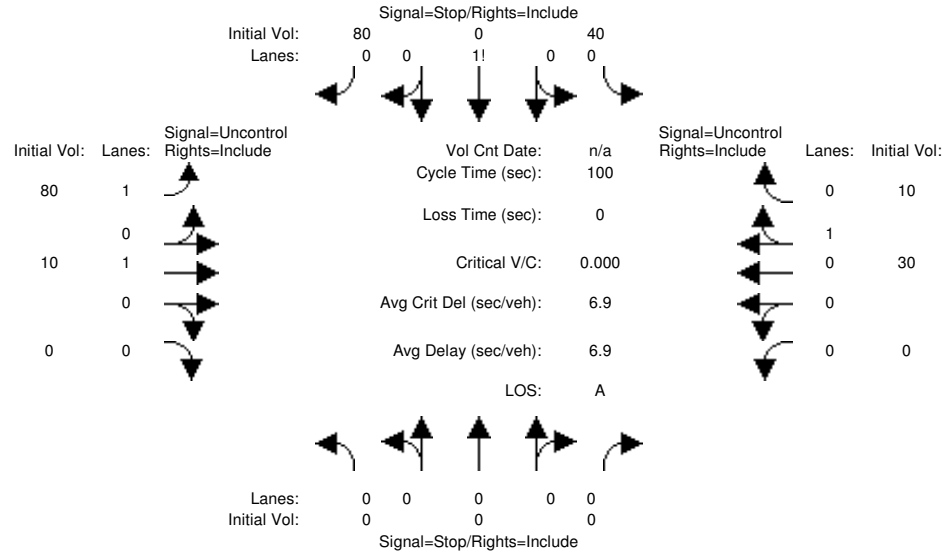 Signal=Stop/Rights=Include
Initial Vol: 80 0 40
Lanes: 0 0 1! 0 0
Signal=Uncontrol
Initial Vol: Lanes: Rights=Include
Vol Cnt Date: n/a
Signal=Uncontrol
Rights=Include Lanes: Initial Vol:
Cycle Time (sec): 100
80 1
0 10
Loss Time (sec): 0
0
1
10 1
Critical V/C: 0.000
0 30
0
Avg Crit Del (sec/veh): 6.9
0
0 0
Avg Delay (sec/veh): 6.9
0 0
LOS: A
Lanes: 0 0 0 0 0
Initial Vol: 0 0 0
Signal=Stop/Rights=Include